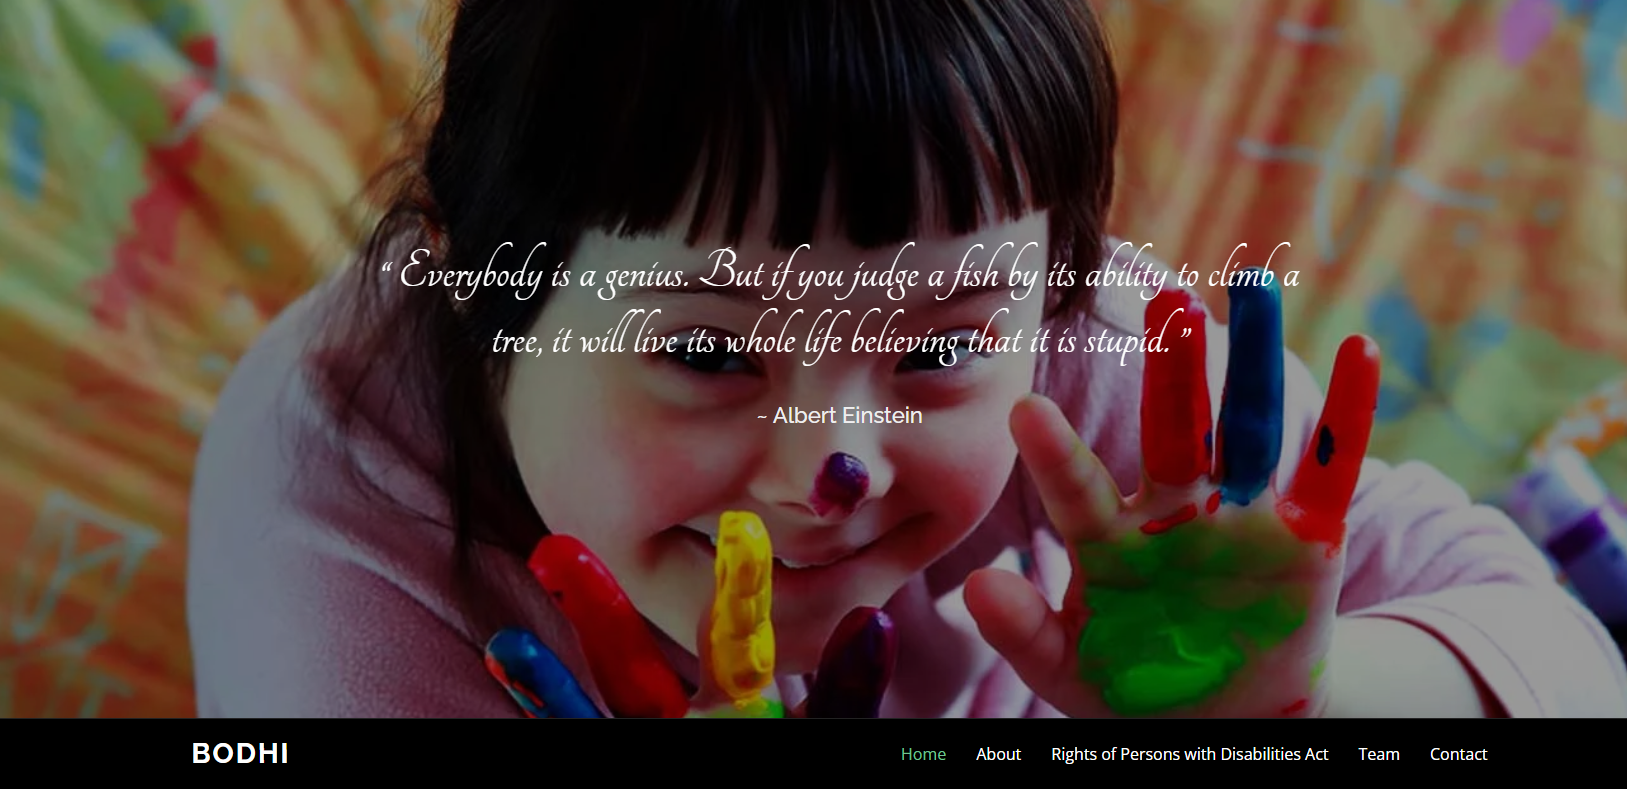 “ Everybody is a genius. But if you judge a fish by its ability to climb a
tree, it will live its whole life believing that it is stupid. ”
~ Albert Einstein
BODHI
Home About Rights of Persons with Disabilities Act Team Contact